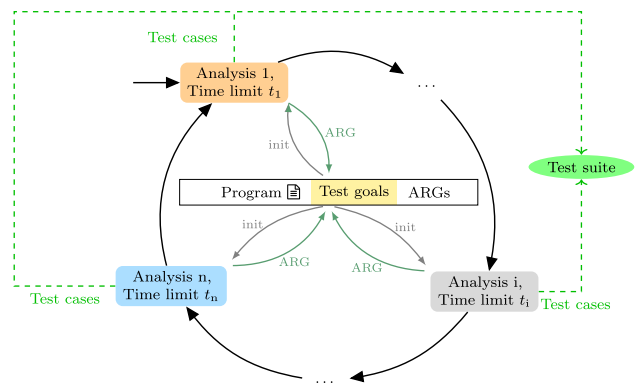 Test cases
Analysis 1,
Time limit t₁
...
ARG
init
Test suite
Program
Test goals
ARGs
init
init
ARG
ARG
Analysis n,
Time limit tₙ
Analysis i,
Time limit tᵢ
Test cases
Test cases
...